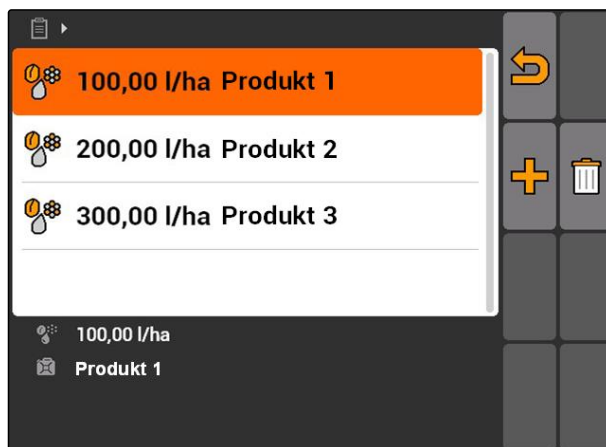 100,00 l/ha Produkt 1
200,00 l/ha Produkt 2
300,00 l/ha Produkt 3
100,00 l/ha
Produkt 1